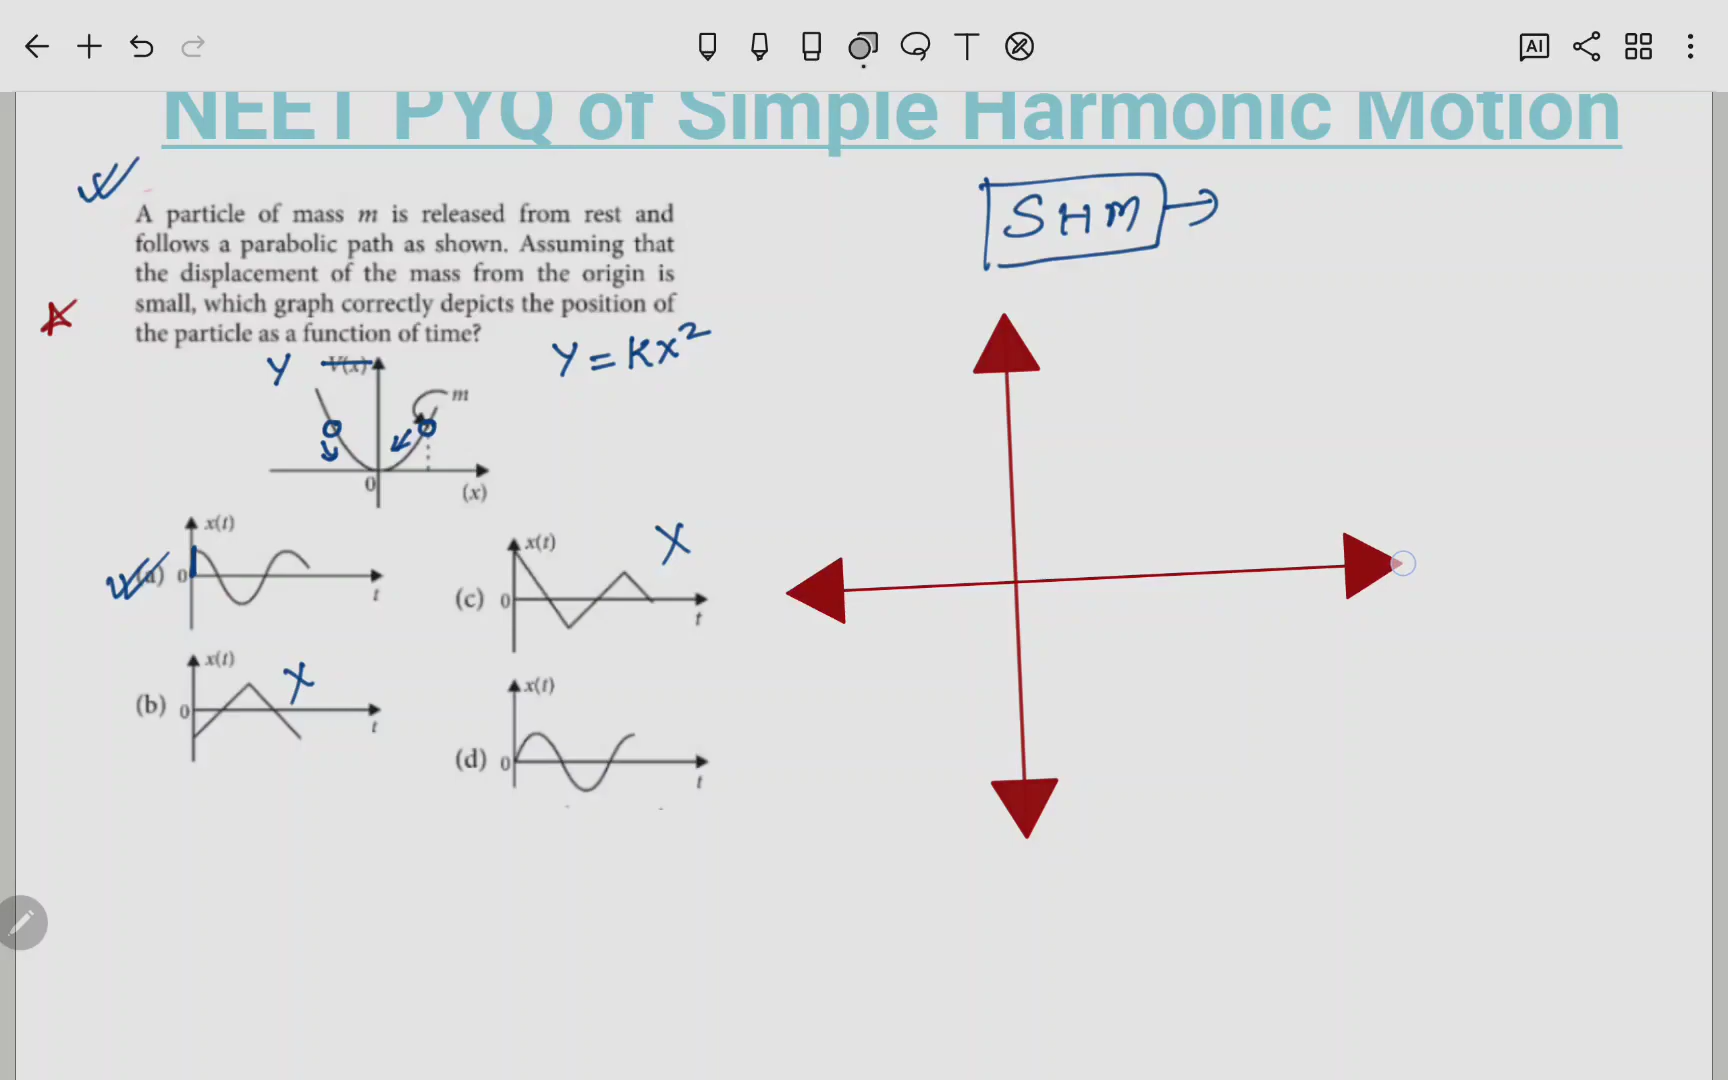 AI
NEET PYQ of Simple Harmonic Motion
SHM
A particle of mass m is released from rest and
follows a parabolic path as shown. Assuming that
the displacement of the mass from the origin is
small, which graph correctly depicts the position of
the particle as a function of time?
Y V(x)
Y = Kx²
m
0
(x)
x(t)
(a) 0
t
x(t)
(c) 0
t
X
x(t)
(b) 0
t
X
x(t)
(d) 0
t